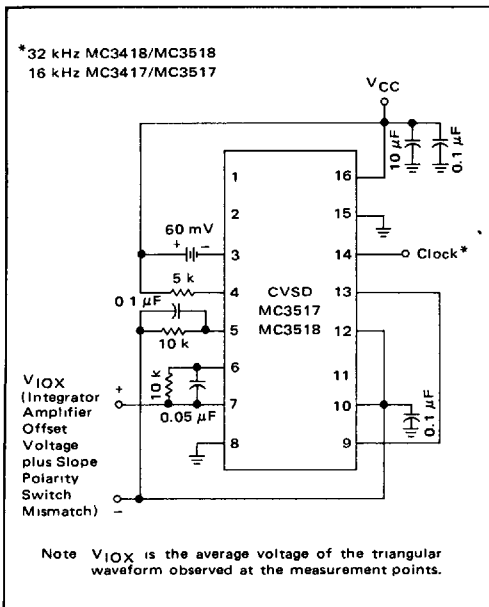 *32 kHz MC3418/MC3518
16 kHz MC3417/MC3517
VCC
10 μF
0.1 μF
1
16
2
15
60 mV
+ −
3
14
Clock*
5 k
4
CVSD
13
0 1 μF
MC3517
5
MC3518
12
10 k
6
11
10 k
7
10
0.05 μF
0.1 μF
8
9
VIOX
+
(Integrator
Amplifier
Offset
Voltage
plus Slope
Polarity
Switch
Mismatch)
−
Note VIOX is the average voltage of the triangular
waveform observed at the measurement points.